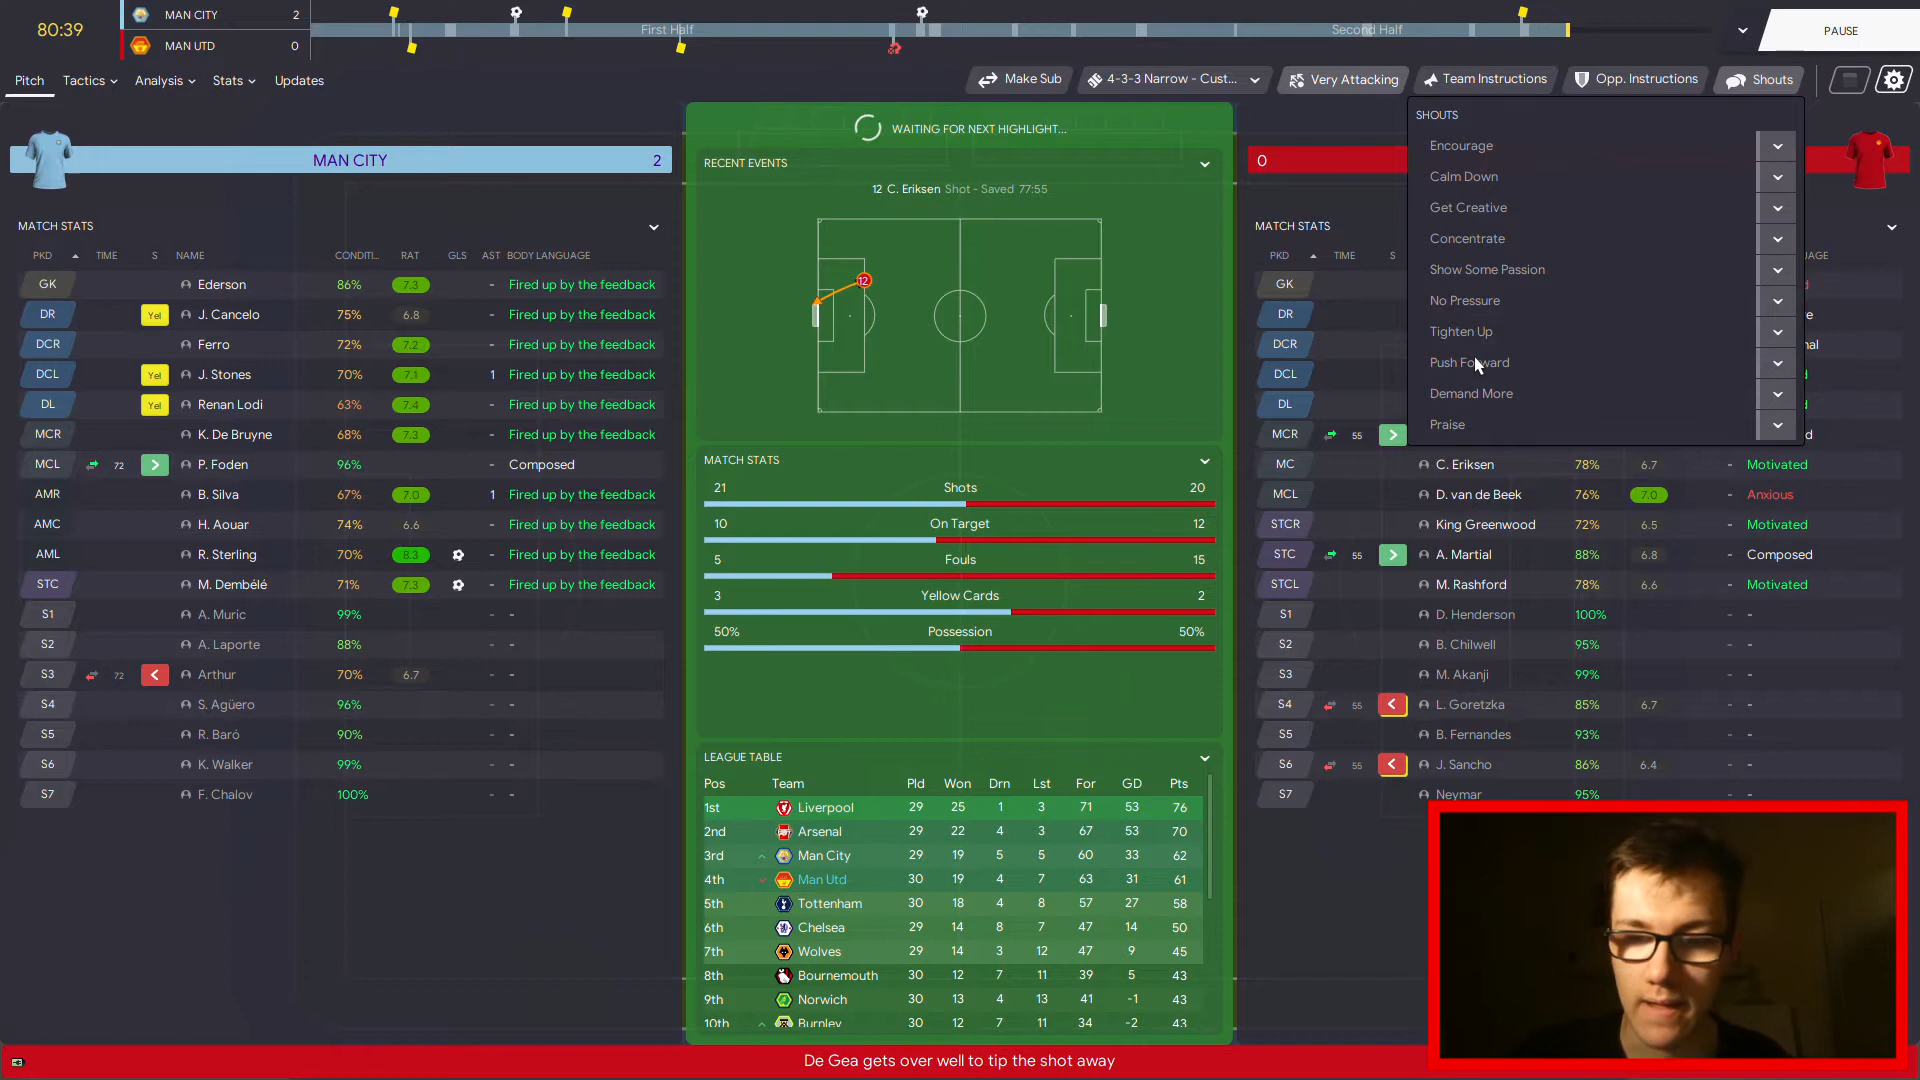 80:39
MAN CITY 2
MAN UTD 0
First Half
Second Half
PAUSE
Pitch
Tactics
Analysis
Stats
Updates
Make Sub
4-3-3 Narrow - Cust...
Very Attacking
Team Instructions
Opp. Instructions
Shouts
MAN CITY 2
MATCH STATS
PKD TIME S NAME CONDITI... RAT GLS AST BODY LANGUAGE
GK Ederson 86% 7.3 - Fired up by the feedback
DR Yel J. Cancelo 75% 6.8 - Fired up by the feedback
DCR Ferro 72% 7.2 - Fired up by the feedback
DCL Yel J. Stones 70% 7.1 1 Fired up by the feedback
DL Yel Renan Lodi 63% 7.4 - Fired up by the feedback
MCR K. De Bruyne 68% 7.3 - Fired up by the feedback
MCL 72 P. Foden 96% - Composed
AMR B. Silva 67% 7.0 1 Fired up by the feedback
AMC H. Aouar 74% 6.6 - Fired up by the feedback
AML R. Sterling 70% 8.3 - Fired up by the feedback
STC M. Dembélé 71% 7.3 - Fired up by the feedback
S1 A. Muric 99% - -
S2 A. Laporte 88% - -
S3 72 Arthur 70% 6.7 - -
S4 S. Agüero 96% - -
S5 R. Baró 90% - -
S6 K. Walker 99% - -
S7 F. Chalov 100% - -
WAITING FOR NEXT HIGHLIGHT...
RECENT EVENTS
12 C. Eriksen Shot - Saved 77:55
12
MATCH STATS
21 Shots 20
10 On Target 12
5 Fouls 15
3 Yellow Cards 2
50% Possession 50%
LEAGUE TABLE
Pos Team Pld Won Drn Lst For GD Pts
1st Liverpool 29 25 1 3 71 53 76
2nd Arsenal 29 22 4 3 67 53 70
3rd Man City 29 19 5 5 60 33 62
4th Man Utd 30 19 4 7 63 31 61
5th Tottenham 30 18 4 8 57 27 58
6th Chelsea 29 14 8 7 47 14 50
7th Wolves 29 14 3 12 47 9 45
8th Bournemouth 30 12 7 11 39 5 43
9th Norwich 30 13 4 13 41 -1 43
10th Burnley 30 12 7 11 34 -2 43
0
SHOUTS
Encourage
Calm Down
Get Creative
Concentrate
Show Some Passion
No Pressure
Tighten Up
Push Forward
Demand More
Praise
MATCH STATS
PKD TIME S
GK
DR
DCR
DCL
DL
MCR 55
MC C. Eriksen 78% 6.7 - Motivated
MCL D. van de Beek 76% 7.0 - Anxious
STCR King Greenwood 72% 6.5 - Motivated
STC 55 A. Martial 88% 6.8 - Composed
STCL M. Rashford 78% 6.6 - Motivated
S1 D. Henderson 100% - -
S2 B. Chilwell 95% - -
S3 M. Akanji 99% - -
S4 55 L. Goretzka 85% 6.7 - -
S5 B. Fernandes 93% - -
S6 55 J. Sancho 86% 6.4 - -
S7 Neymar 95% - -
De Gea gets over well to tip the shot away